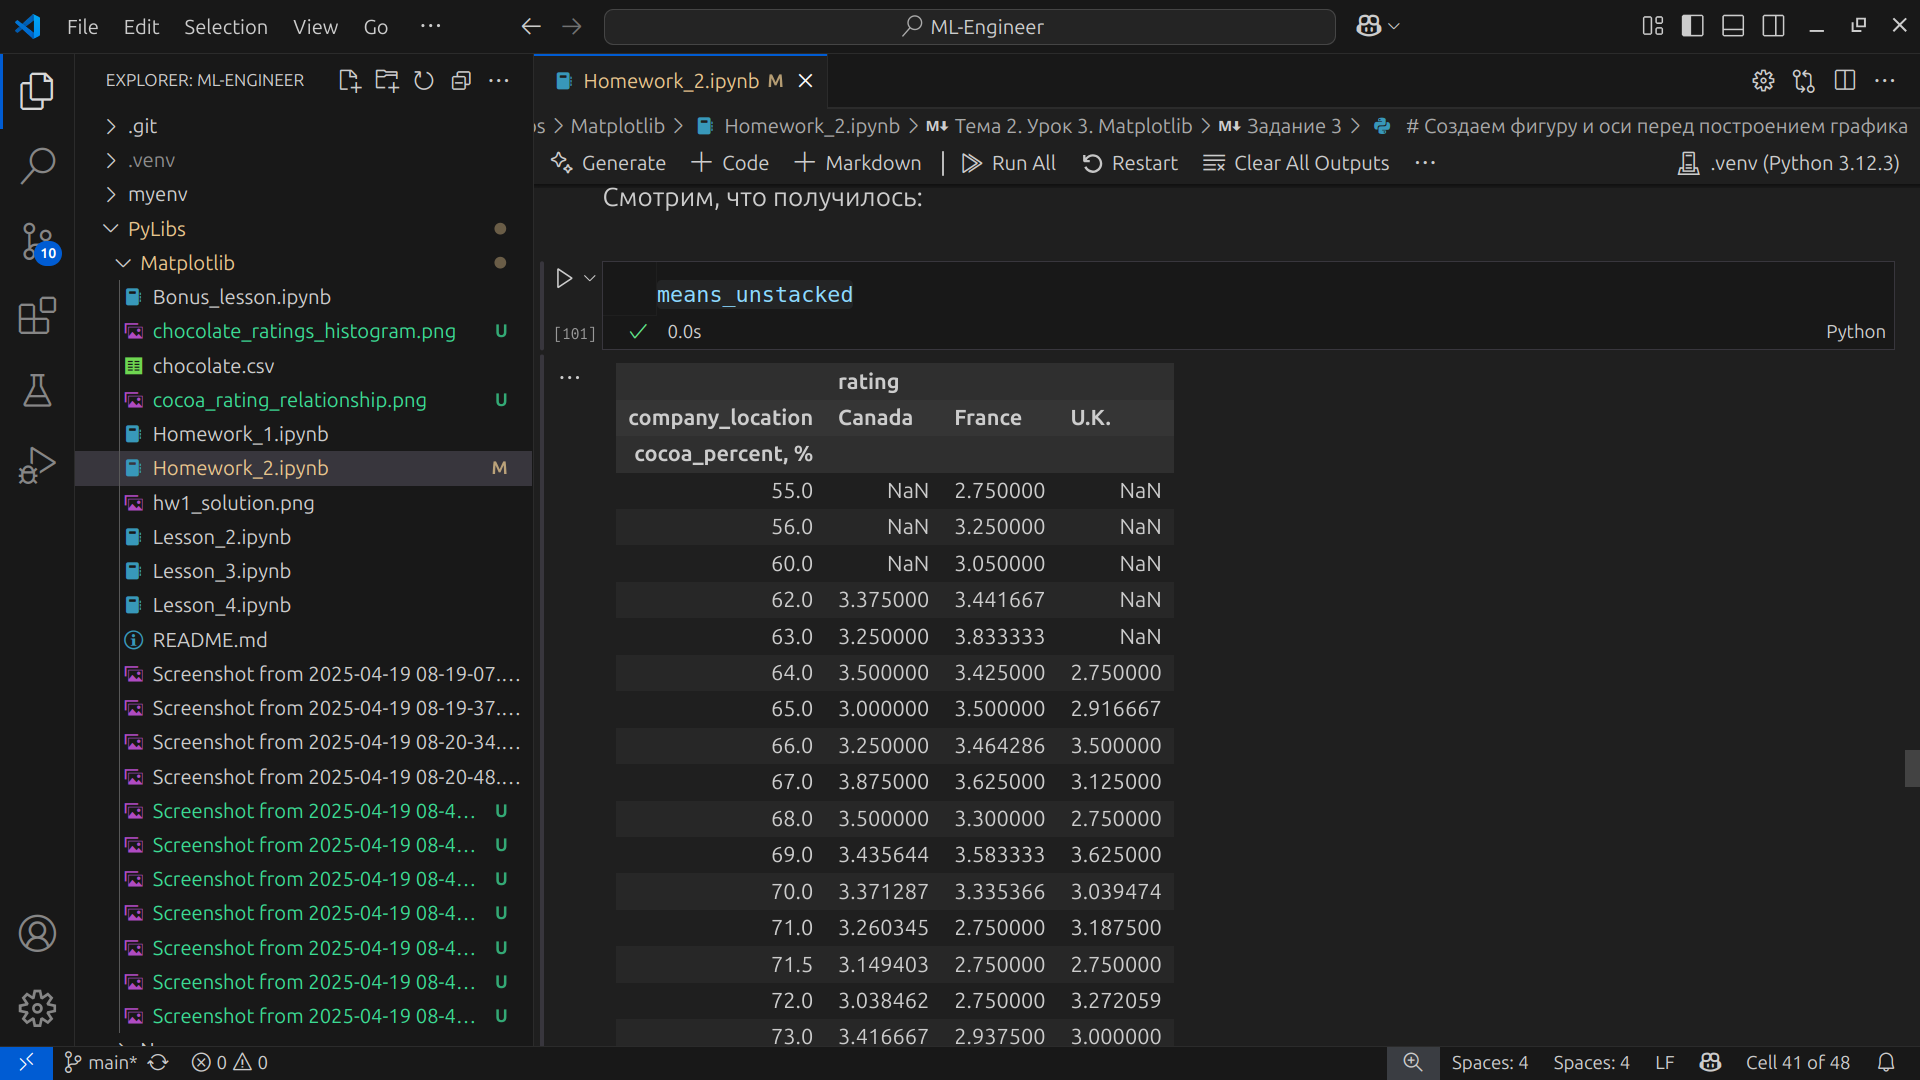 File Edit Selection View Go ML-Engineer
EXPLORER: ML-ENGINEER
.git
.venv
myenv
PyLibs
Matplotlib
Bonus_lesson.ipynb
chocolate_ratings_histogram.png U
chocolate.csv
cocoa_rating_relationship.png U
Homework_1.ipynb
Homework_2.ipynb M
hw1_solution.png
Lesson_2.ipynb
Lesson_3.ipynb
Lesson_4.ipynb
README.md
Screenshot from 2025-04-19 08-19-07....
Screenshot from 2025-04-19 08-19-37....
Screenshot from 2025-04-19 08-20-34....
Screenshot from 2025-04-19 08-20-48....
Screenshot from 2025-04-19 08-4... U
Screenshot from 2025-04-19 08-4... U
Screenshot from 2025-04-19 08-4... U
Screenshot from 2025-04-19 08-4... U
Screenshot from 2025-04-19 08-4... U
Screenshot from 2025-04-19 08-4... U
Screenshot from 2025-04-19 08-4... U
10
Homework_2.ipynb M
Matplotlib > Homework_2.ipynb > Тема 2. Урок 3. Matplotlib > Задание 3 > # Создаем фигуру и оси перед построением графика
Generate Code Markdown | Run All Restart Clear All Outputs ... .venv (Python 3.12.3)
Смотрим, что получилось:
means_unstacked
[101] 0.0s Python
rating
company_location Canada France U.K.
cocoa_percent, %
55.0 NaN 2.750000 NaN
56.0 NaN 3.250000 NaN
60.0 NaN 3.050000 NaN
62.0 3.375000 3.441667 NaN
63.0 3.250000 3.833333 NaN
64.0 3.500000 3.425000 2.750000
65.0 3.000000 3.500000 2.916667
66.0 3.250000 3.464286 3.500000
67.0 3.875000 3.625000 3.125000
68.0 3.500000 3.300000 2.750000
69.0 3.435644 3.583333 3.625000
70.0 3.371287 3.335366 3.039474
71.0 3.260345 2.750000 3.187500
71.5 3.149403 2.750000 2.750000
72.0 3.038462 2.750000 3.272059
73.0 3.416667 2.937500 3.000000
main* 0 0 Spaces: 4 Spaces: 4 LF Cell 41 of 48